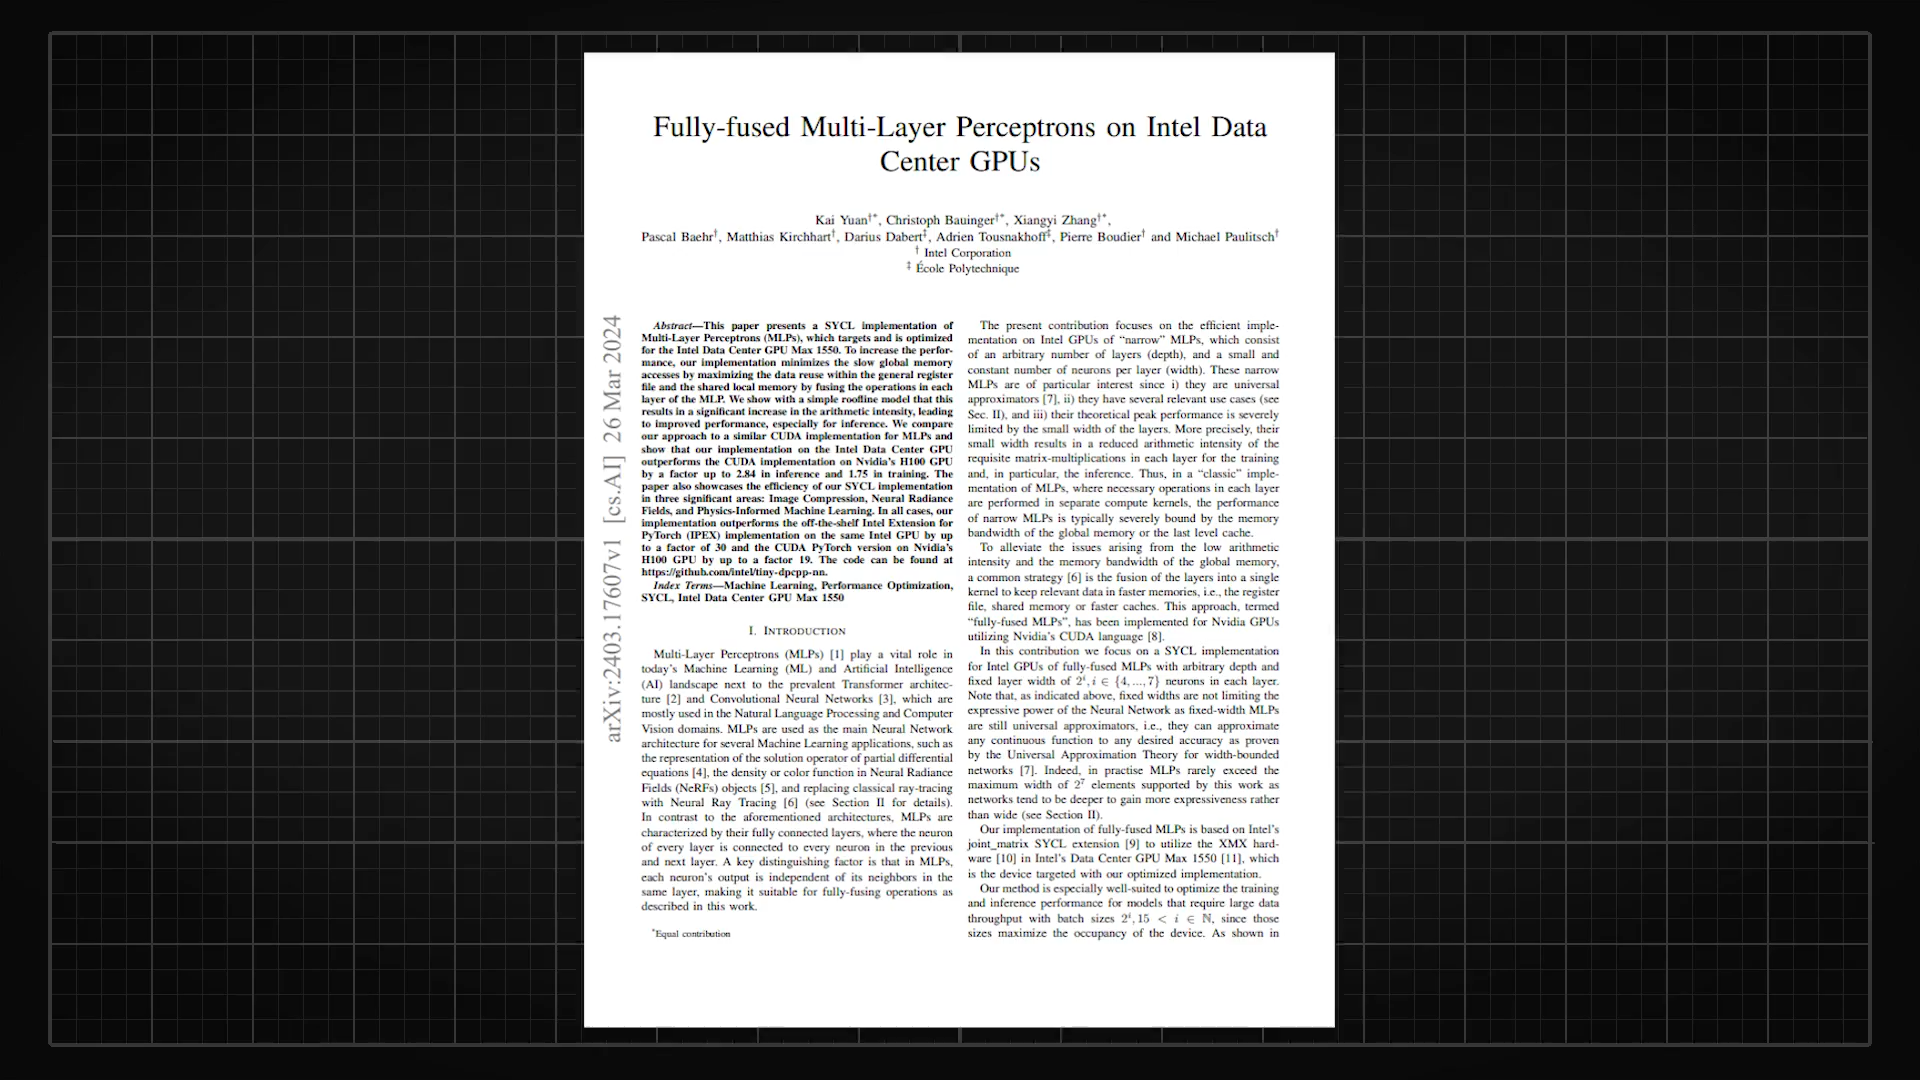 Fully-fused Multi-Layer Perceptrons on Intel Data
Center GPUs
Kai Yuan†*, Christoph Bauinger†*, Xiangyi Zhang†*,
Pascal Baehr†, Matthias Kirchhart†, Darius Dabert‡, Adrien Tousnakhoff‡, Pierre Boudier† and Michael Paulitsch†
† Intel Corporation
‡ École Polytechnique
arXiv:2403.17607v1 [cs.AI] 26 Mar 2024
Abstract—This paper presents a SYCL implementation of
Multi-Layer Perceptrons (MLPs), which targets and is optimized
for the Intel Data Center GPU Max 1550. To increase the perfor-
mance, our implementation minimizes the slow global memory
accesses by maximizing the data reuse within the general register
file and the shared local memory by fusing the operations in each
layer of the MLP. We show with a simple roofline model that this
results in a significant increase in the arithmetic intensity, leading
to improved performance, especially for inference. We compare
our approach to a similar CUDA implementation for MLPs and
show that our implementation on the Intel Data Center GPU
outperforms the CUDA implementation on Nvidia's H100 GPU
by a factor up to 2.84 in inference and 1.75 in training. The
paper also showcases the efficiency of our SYCL implementation
in three significant areas: Image Compression, Neural Radiance
Fields, and Physics-Informed Machine Learning. In all cases, our
implementation outperforms the off-the-shelf Intel Extension for
PyTorch (IPEX) implementation on the same Intel GPU by up
to a factor of 30 and the CUDA PyTorch version on Nvidia's
H100 GPU by up to a factor 19. The code can be found at
https://github.com/intel/tiny-dpcpp-nn.
Index Terms—Machine Learning, Performance Optimization,
SYCL, Intel Data Center GPU Max 1550
I. INTRODUCTION
Multi-Layer Perceptrons (MLPs) [1] play a vital role in
today's Machine Learning (ML) and Artificial Intelligence
(AI) landscape next to the prevalent Transformer architec-
ture [2] and Convolutional Neural Networks [3], which are
mostly used in the Natural Language Processing and Computer
Vision domains. MLPs are used as the main Neural Network
architecture for several Machine Learning applications, such as
the representation of the solution operator of partial differential
equations [4], the density or color function in Neural Radiance
Fields (NeRFs) objects [5], and replacing classical ray-tracing
with Neural Ray Tracing [6] (see Section II for details).
In contrast to the aforementioned architectures, MLPs are
characterized by their fully connected layers, where the neuron
of every layer is connected to every neuron in the previous
and next layer. A key distinguishing factor is that in MLPs,
each neuron's output is independent of its neighbors in the
same layer, making it suitable for fully-fusing operations as
described in this work.
*Equal contribution
The present contribution focuses on the efficient imple-
mentation on Intel GPUs of “narrow” MLPs, which consist
of an arbitrary number of layers (depth), and a small and
constant number of neurons per layer (width). These narrow
MLPs are of particular interest since i) they are universal
approximators [7], ii) they have several relevant use cases (see
Sec. II), and iii) their theoretical peak performance is severely
limited by the small width of the layers. More precisely, their
small width results in a reduced arithmetic intensity of the
requisite matrix-multiplications in each layer for the training
and, in particular, the inference. Thus, in a “classic” imple-
mentation of MLPs, where necessary operations in each layer
are performed in separate compute kernels, the performance
of narrow MLPs is typically severely bound by the memory
bandwidth of the global memory or the last level cache.
To alleviate the issues arising from the low arithmetic
intensity and the memory bandwidth of the global memory,
a common strategy [6] is the fusion of the layers into a single
kernel to keep relevant data in faster memories, i.e., the register
file, shared memory or faster caches. This approach, termed
“fully-fused MLPs”, has been implemented for Nvidia GPUs
utilizing Nvidia's CUDA language [8].
In this contribution we focus on a SYCL implementation
for Intel GPUs of fully-fused MLPs with arbitrary depth and
fixed layer width of 2ⁱ, i ∈ {4, ..., 7} neurons in each layer.
Note that, as indicated above, fixed widths are not limiting the
expressive power of the Neural Network as fixed-width MLPs
are still universal approximators, i.e., they can approximate
any continuous function to any desired accuracy as proven
by the Universal Approximation Theory for width-bounded
networks [7]. Indeed, in practise MLPs rarely exceed the
maximum width of 2⁷ elements supported by this work as
networks tend to be deeper to gain more expressiveness rather
than wide (see Section II).
Our implementation of fully-fused MLPs is based on Intel's
joint_matrix SYCL extension [9] to utilize the XMX hard-
ware [10] in Intel's Data Center GPU Max 1550 [11], which
is the device targeted with our optimized implementation.
Our method is especially well-suited to optimize the training
and inference performance for models that require large data
throughput with batch sizes 2ⁱ, 15 < i ∈ ℕ, since those
sizes maximize the occupancy of the device. As shown in